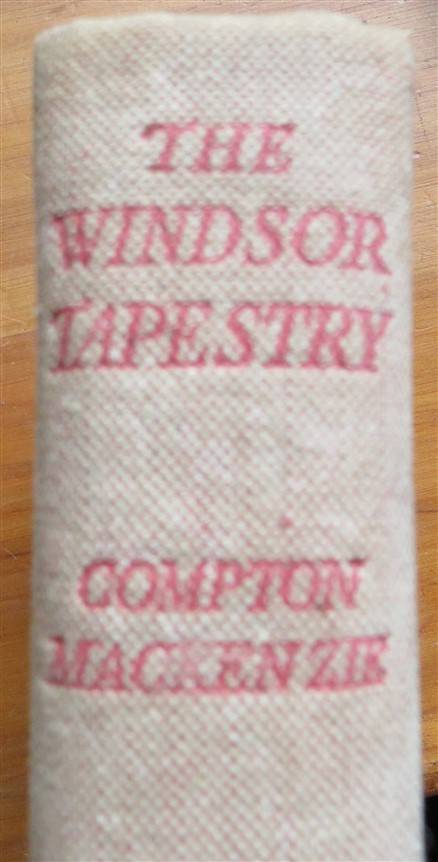 THE
WINDSOR
TAPESTRY
COMPTON
MACKENZIE